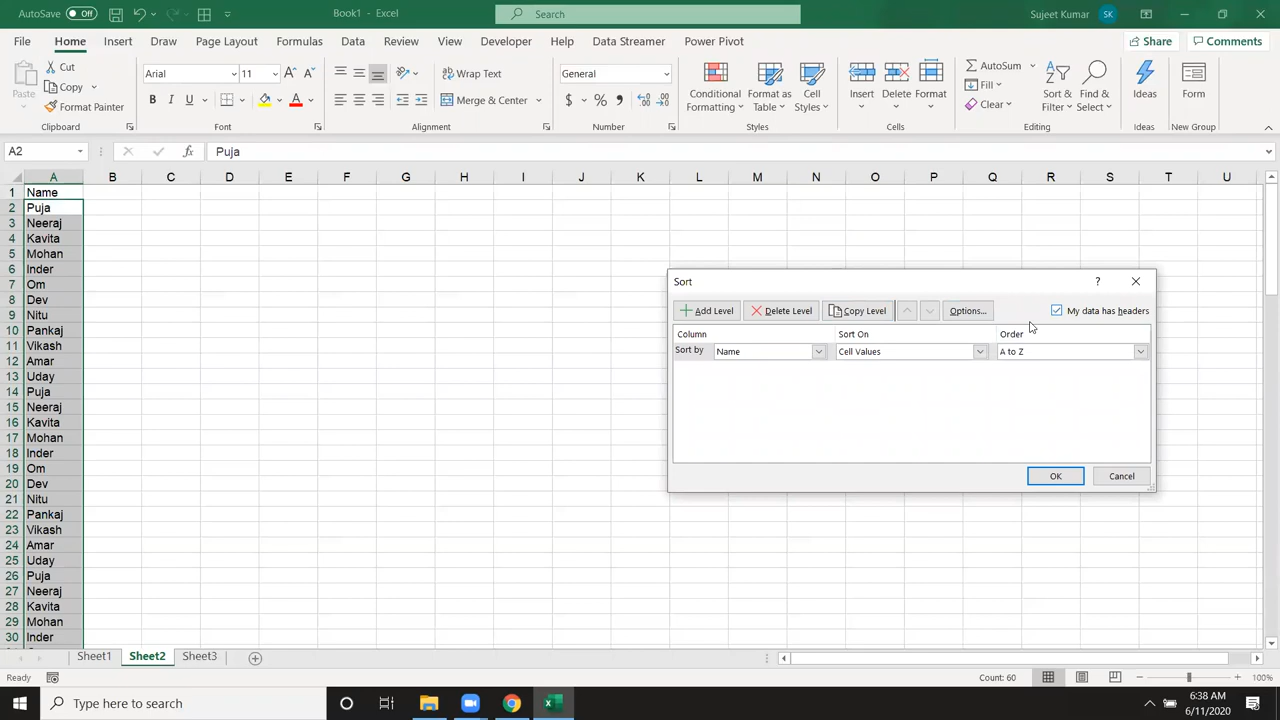 AutoSave Off Book1 - Excel Search Sujeet Kumar SK
File Home Insert Draw Page Layout Formulas Data Review View Developer Help Data Streamer Power Pivot Share Comments
Paste Cut Copy Format Painter
Arial 11 B I U A
Wrap Text Merge & Center
General $ % ,
Conditional Formatting Format as Table Cell Styles
Insert Delete Format
AutoSum Fill Clear Sort & Filter Find & Select
Ideas Form
Clipboard Font Alignment Number Styles Cells Editing Ideas New Group
A2 fx Puja
A B C D E F G H I J K L M N O P Q R S T U
1 Name
2 Puja
3 Neeraj
4 Kavita
5 Mohan
6 Inder
7 Om
8 Dev
9 Nitu
10 Pankaj
11 Vikash
12 Amar
13 Uday
14 Puja
15 Neeraj
16 Kavita
17 Mohan
18 Inder
19 Om
20 Dev
21 Nitu
22 Pankaj
23 Vikash
24 Amar
25 Uday
26 Puja
27 Neeraj
28 Kavita
29 Mohan
30 Inder
Sort ?
Add Level Delete Level Copy Level Options... My data has headers
Column Sort On Order
Sort by Name Cell Values A to Z
OK Cancel
Sheet1 Sheet2 Sheet3
Ready Count: 60 100%
Type here to search 6:38 AM
6/11/2020